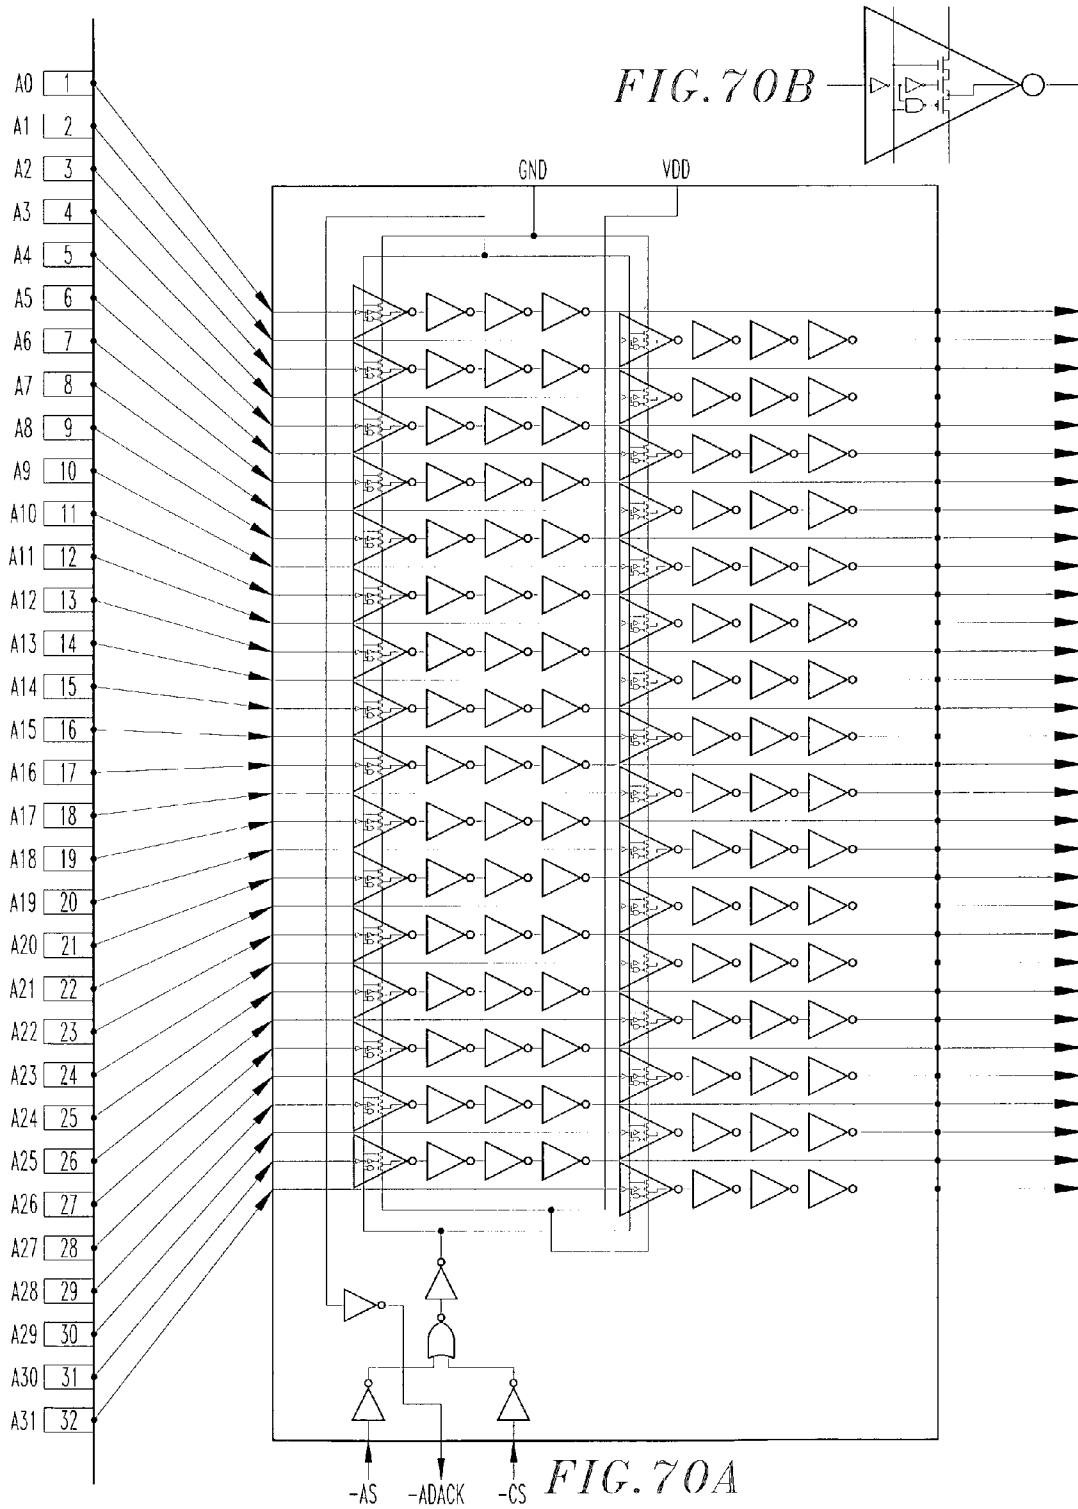 A0 1
FIG.70B
A1 2
GND VDD
A2 3
A3 4
A4 5
A5 6
A6 7
A7 8
A8 9
A9 10
A10 11
A11 12
A12 13
A13 14
A14 15
A15 16
A16 17
A17 18
A18 19
A19 20
A20 21
A21 22
A22 23
A23 24
A24 25
A25 26
A26 27
A27 28
A28 29
A29 30
A30 31
A31 32
-AS -ADACK -CS FIG.70A